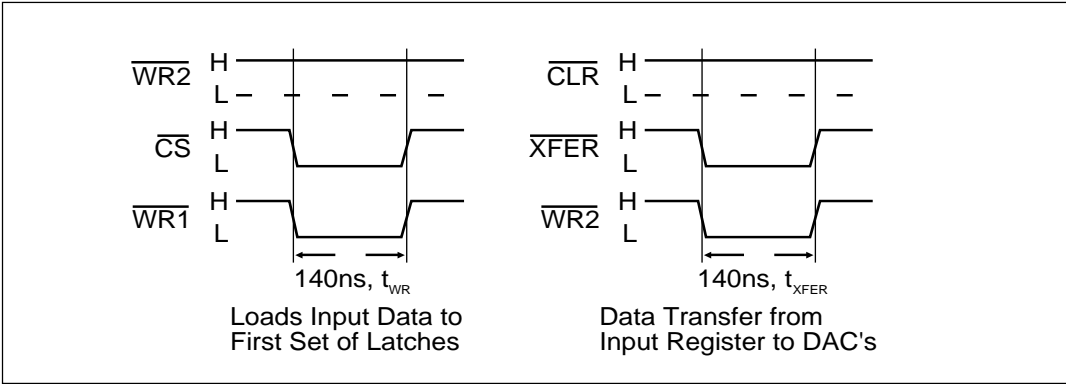 WR2 H
L
CS H
L
WR1 H
L
140ns, tWR
Loads Input Data to
First Set of Latches
CLR H
L
XFER H
L
WR2 H
L
140ns, tXFER
Data Transfer from
Input Register to DAC's